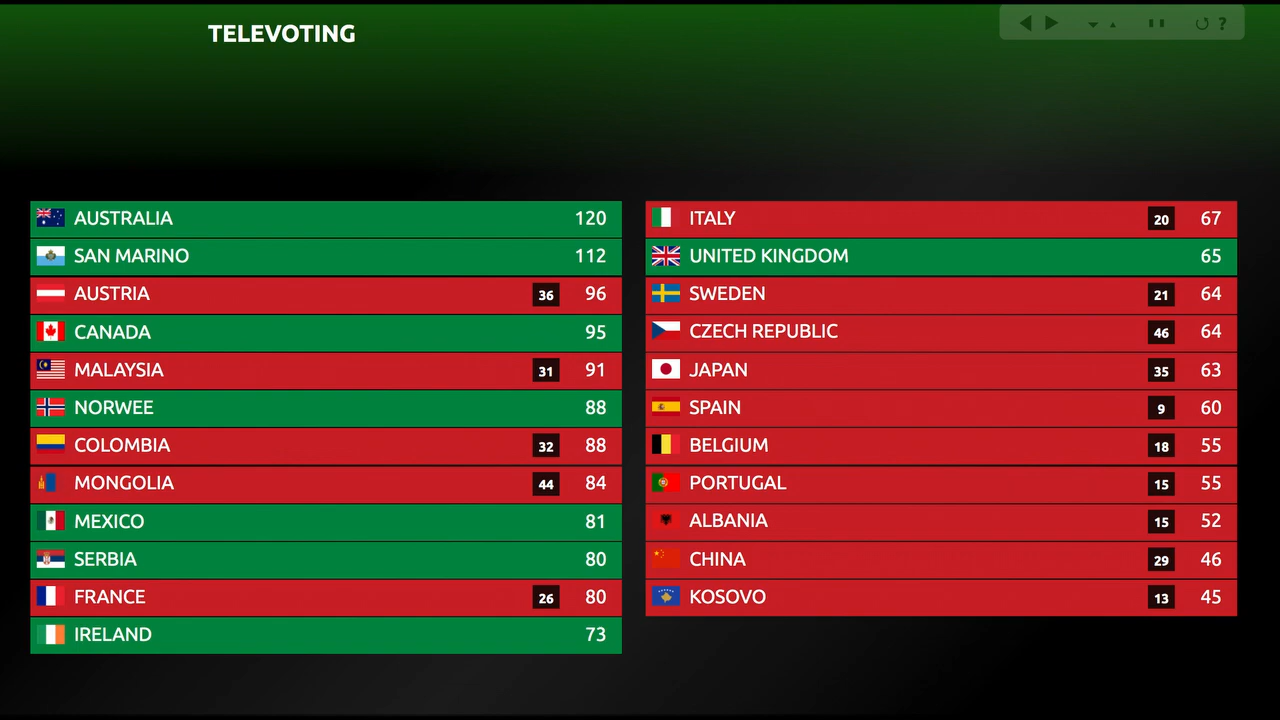 TELEVOTING
?
AUSTRALIA 120
SAN MARINO 112
AUSTRIA 36 96
CANADA 95
MALAYSIA 31 91
NORWEE 88
COLOMBIA 32 88
MONGOLIA 44 84
MEXICO 81
SERBIA 80
FRANCE 26 80
IRELAND 73
ITALY 20 67
UNITED KINGDOM 65
SWEDEN 21 64
CZECH REPUBLIC 46 64
JAPAN 35 63
SPAIN 9 60
BELGIUM 18 55
PORTUGAL 15 55
ALBANIA 15 52
CHINA 29 46
KOSOVO 13 45